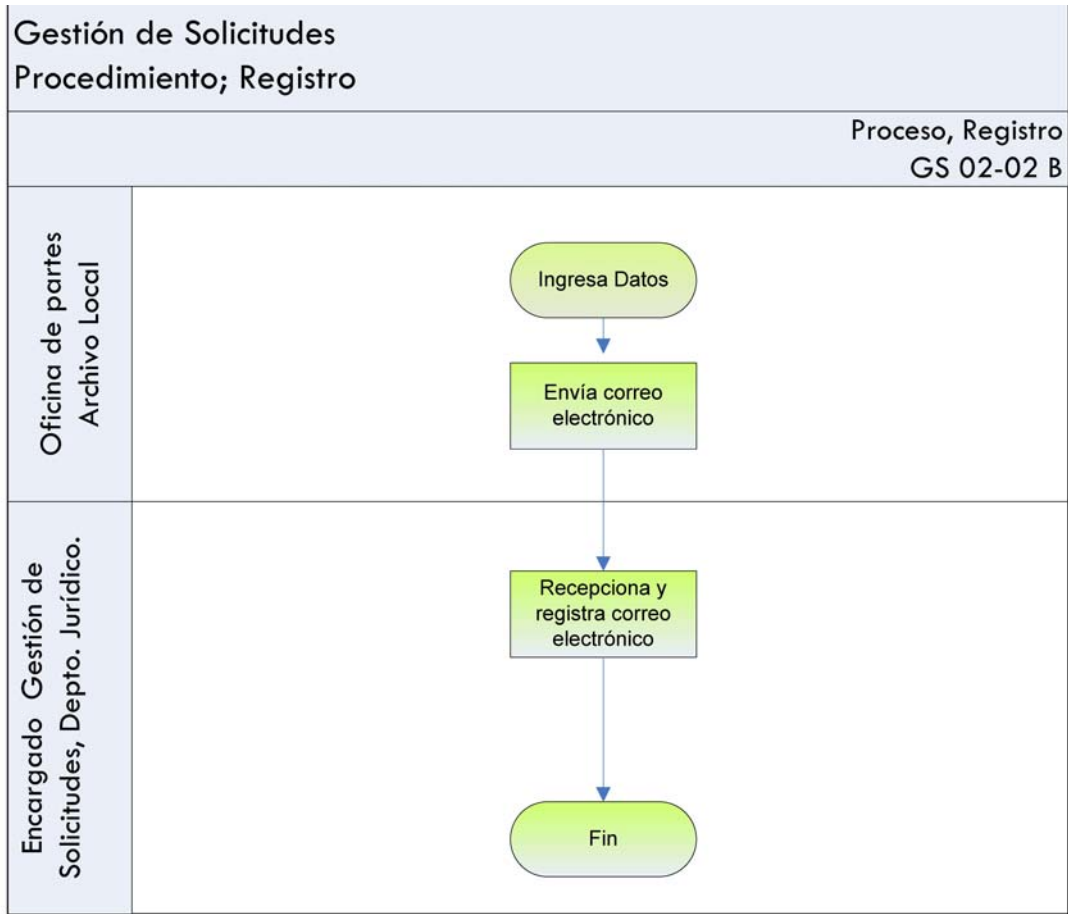 Gestión de Solicitudes
Procedimiento; Registro
Proceso, Registro
GS 02-02 B
Oficina de partes
Archivo Local
Ingresa Datos
Envía correo
electrónico
Encargado Gestión de
Solicitudes, Depto. Jurídico.
Recepciona y
registra correo
electrónico
Fin